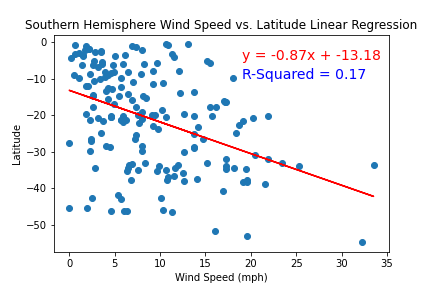 Southern Hemisphere Wind Speed vs. Latitude Linear Regression
y = -0.87x + -13.18
R-Squared = 0.17
0
−10
−20
−30
−40
−50
Latitude
0 5 10 15 20 25 30 35
Wind Speed (mph)